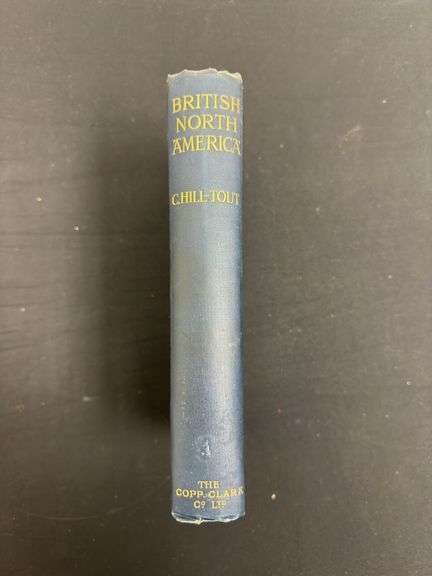 BRITISH
NORTH
AMERICA
C. HILL-TOUT
THE
COPP. CLARK
Cº LTD